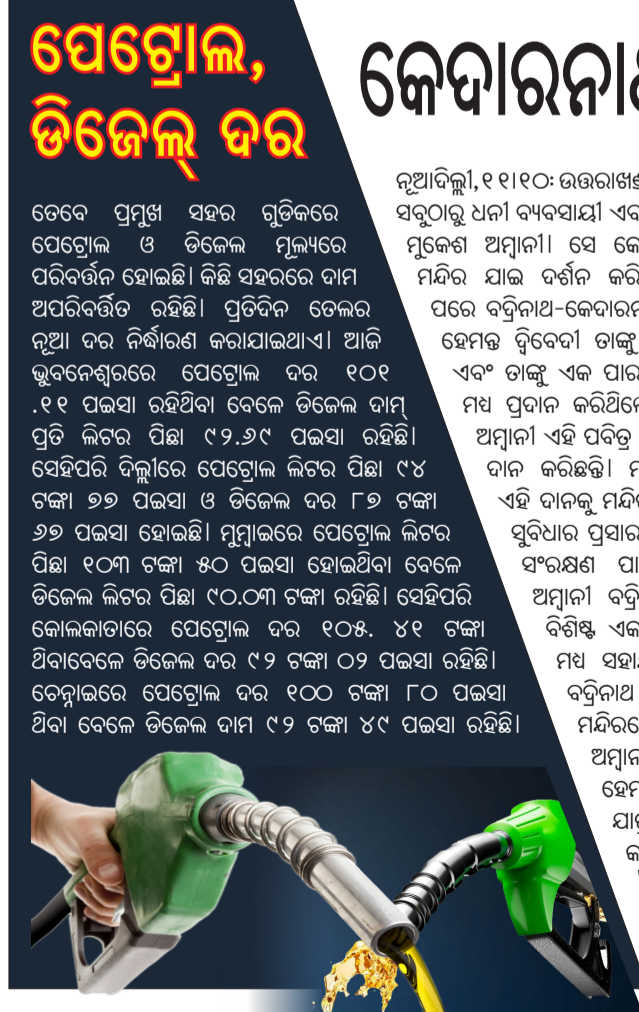 ପେଟ୍ରୋଲ,
ଡିଜେଲ୍ ଦର
ତେବେ ପ୍ରମୁଖ ସହର ଗୁଡିକରେ
ପେଟ୍ରୋଲ ଓ ଡିଜେଲ ମୂଲ୍ୟରେ
ପରିବର୍ତ୍ତନ ହୋଇଛି। କିଛି ସହରରେ ଦାମ
ଅପରିବର୍ତ୍ତିତ ରହିଛି। ପ୍ରତିଦିନ ତେଲର
ନୂଆ ଦର ନିର୍ଦ୍ଧାରଣ କରାଯାଇଥାଏ। ଆଜି
ଭୁବନେଶ୍ୱରରେ ପେଟ୍ରୋଲ ଦର ୧୦୧
.୧୧ ପଇସା ରହିଥିବା ବେଳେ ଡିଜେଲ ଦାମ୍
ପ୍ରତି ଲିଟର ପିଛା ୯୨.୬୯ ପଇସା ରହିଛି।
ସେହିପରି ଦିଲ୍ଲୀରେ ପେଟ୍ରୋଲ ଲିଟର ପିଛା ୯୪
ଟଙ୍କା ୭୭ ପଇସା ଓ ଡିଜେଲ ଦର ୮୭ ଟଙ୍କା
୬୭ ପଇସା ହୋଇଛି। ମୁମ୍ବାଇରେ ପେଟ୍ରୋଲ ଲିଟର
ପିଛା ୧୦୩ ଟଙ୍କା ୫୦ ପଇସା ହୋଇଥିବା ବେଳେ
ଡିଜେଲ ଲିଟର ପିଛା ୯୦.୦୩ ଟଙ୍କା ରହିଛି। ସେହିପରି
କୋଲକାତାରେ ପେଟ୍ରୋଲ ଦର ୧୦୫. ୪୧ ଟଙ୍କା
ଥିବାବେଳେ ଡିଜେଲ ଦର ୯୨ ଟଙ୍କା ୦୨ ପଇସା ରହିଛି।
ଚେନ୍ନାଇରେ ପେଟ୍ରୋଲ ଦର ୧୦୦ ଟଙ୍କା ୮୦ ପଇସା
ଥିବା ବେଳେ ଡିଜେଲ ଦାମ ୯୨ ଟଙ୍କା ୪୯ ପଇସା ରହିଛି।
କେଦାରନା
ନୂଆଦିଲ୍ଲୀ,୧୧।୧୦: ଉତ୍ତରାଖ
ସବୁଠାରୁ ଧନୀ ବ୍ୟବସାୟୀ ଏବ
ମୁକେଶ ଅମ୍ବାନୀ। ସେ କେ
ମନ୍ଦିର ଯାଇ ଦର୍ଶନ କରି
ପରେ ବଦ୍ରିନାଥ-କେଦାରନ
ହେମନ୍ତ ଦ୍ୱିବେଦୀ ତାଙ୍କୁ
ଏବଂ ତାଙ୍କୁ ଏକ ପାର
ମଧ୍ୟ ପ୍ରଦାନ କରିଥିଲେ
ଅମ୍ବାନୀ ଏହି ପବିତ୍ର
ଦାନ କରିଛନ୍ତି।
ଏହି ଦାନକୁ ମନ୍ଦି
ସୁବିଧାର ପ୍ରସାର
ସଂରକ୍ଷଣ ପା
ଅମ୍ବାନୀ ବଦ୍ରି
ବିଶିଷ୍ଟ ଏକ
ମଧ୍ୟ ସହା
ବଦ୍ରିନାଥ
ମନ୍ଦିରରେ
ଅମ୍ବାନ
ହେମ
ଯା
କ